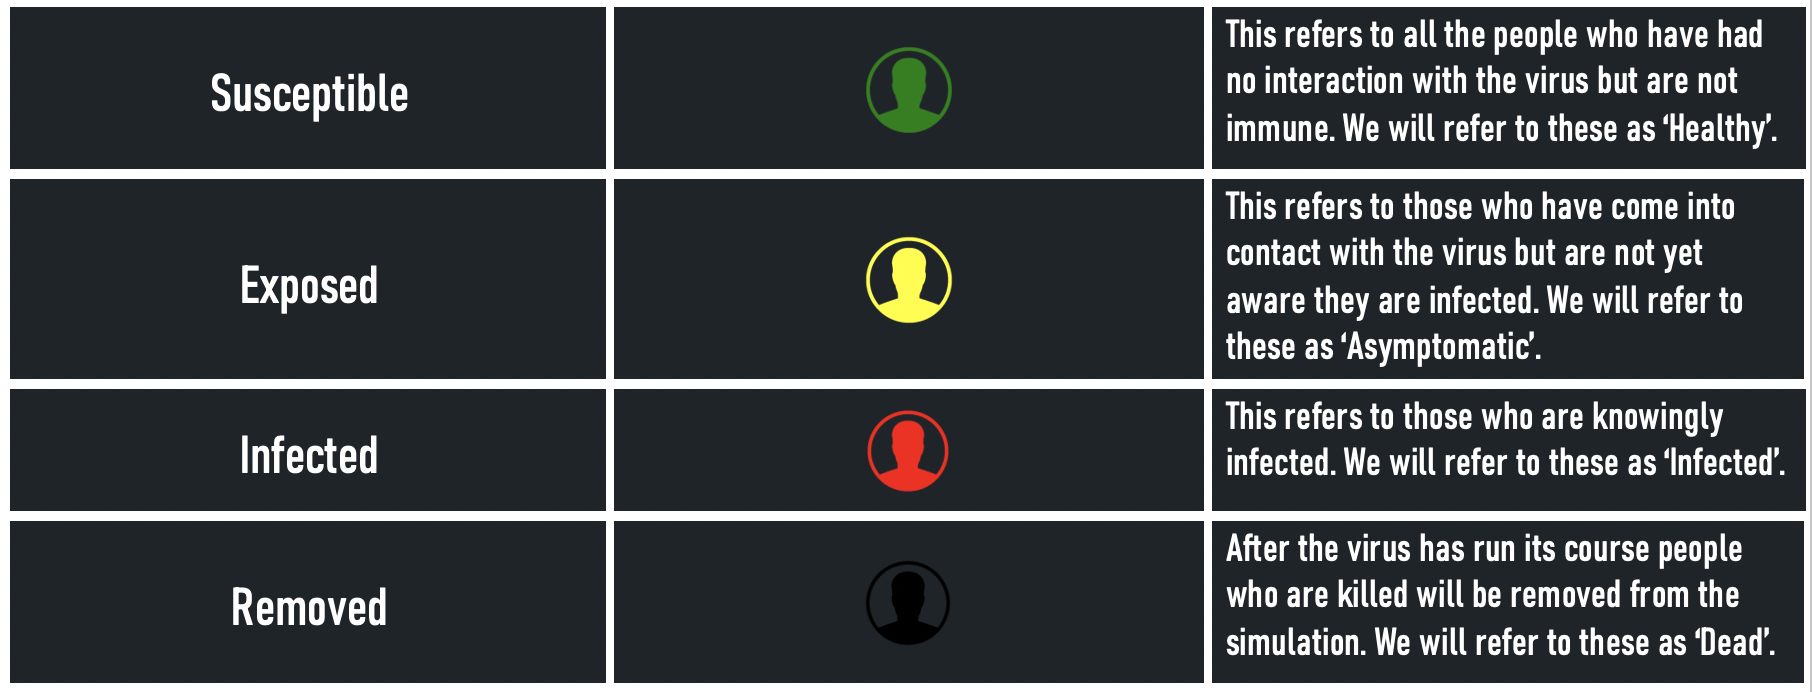 Susceptible
This refers to all the people who have had
no interaction with the virus but are not
immune. We will refer to these as ‘Healthy’.
Exposed
This refers to those who have come into
contact with the virus but are not yet
aware they are infected. We will refer to
these as ‘Asymptomatic’.
Infected
This refers to those who are knowingly
infected. We will refer to these as ‘Infected’.
Removed
After the virus has run its course people
who are killed will be removed from the
simulation. We will refer to these as ‘Dead’.